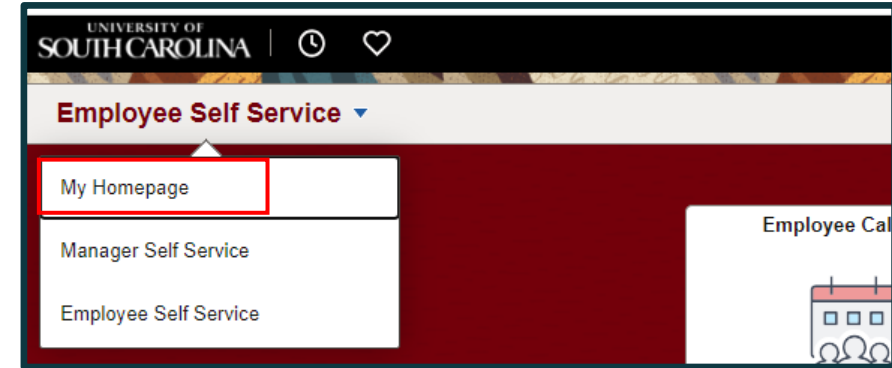 UNIVERSITY OF
SOUTH CAROLINA
Employee Self Service
My Homepage
Employee Cal
Manager Self Service
Employee Self Service